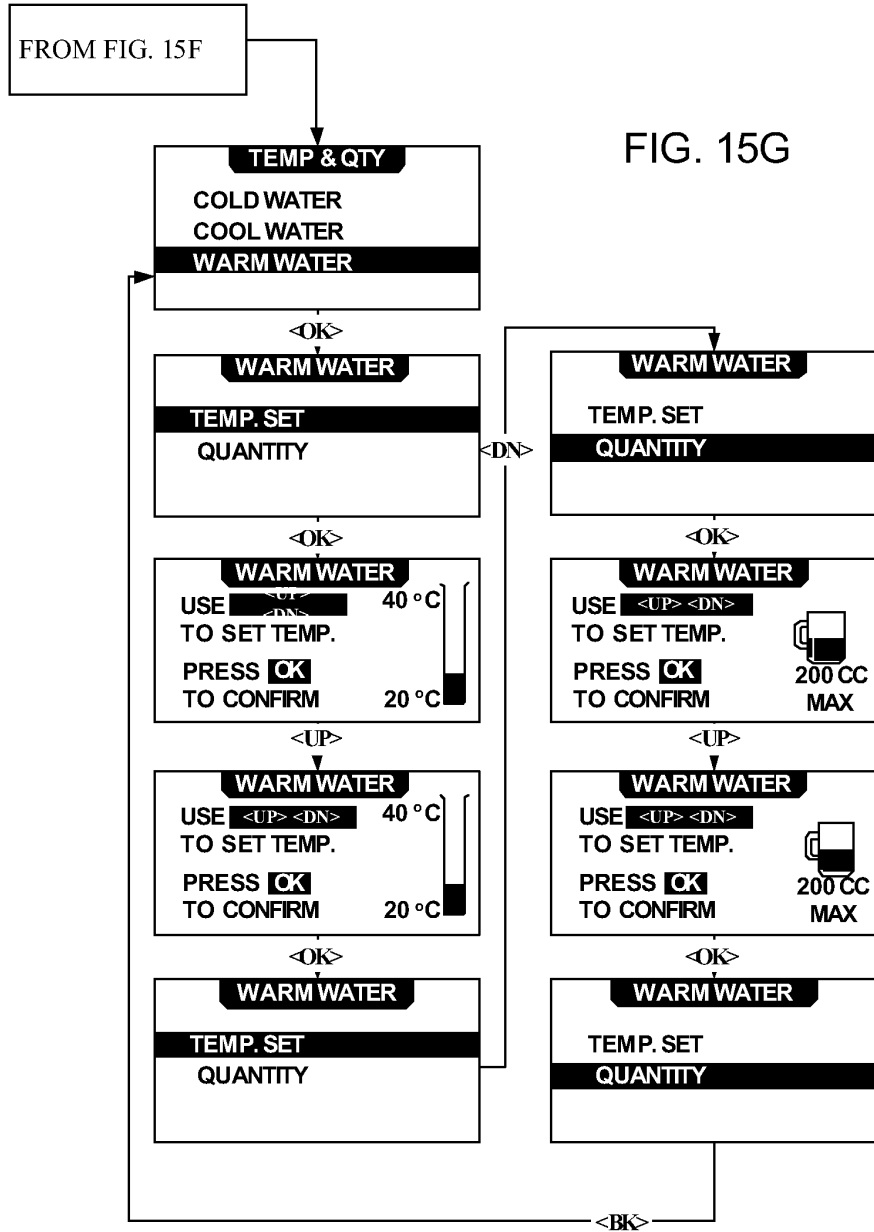 FROM FIG. 15F
FIG. 15G
TEMP & QTY
COLD WATER
COOL WATER
WARM WATER
<OK>
WARM WATER
TEMP. SET
QUANTITY
<DN>
<OK>
WARM WATER
USE <UP>
<DN>
40 °C
TO SET TEMP.
PRESS OK
TO CONFIRM
20 °C
<UP>
WARM WATER
USE <UP> <DN>
40 °C
TO SET TEMP.
PRESS OK
TO CONFIRM
20 °C
<OK>
WARM WATER
TEMP. SET
QUANTITY
WARM WATER
TEMP. SET
QUANTITY
<OK>
WARM WATER
USE <UP> <DN>
TO SET TEMP.
PRESS OK
TO CONFIRM
200 CC
MAX
<UP>
WARM WATER
USE <UP> <DN>
TO SET TEMP.
PRESS OK
TO CONFIRM
200 CC
MAX
<OK>
WARM WATER
TEMP. SET
QUANTITY
<BK>